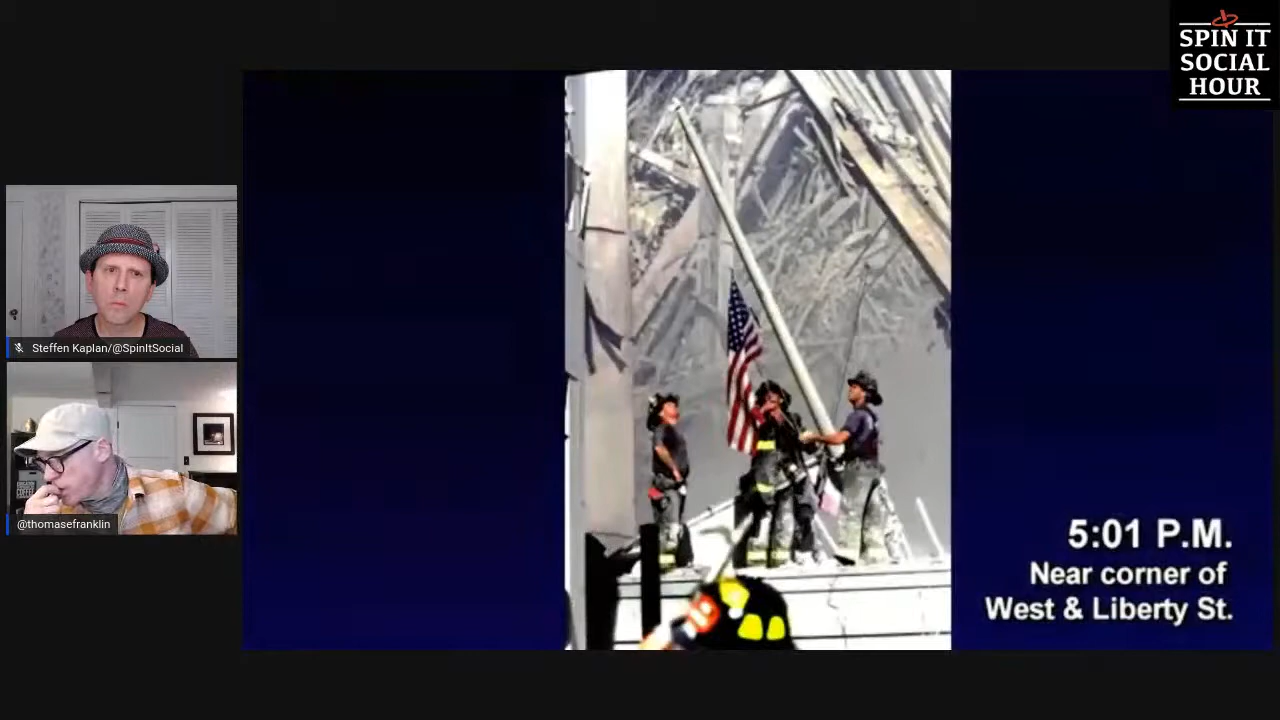 SPIN IT
SOCIAL
HOUR
Steffen Kaplan/@SpinItSocial
@thomasefranklin
5:01 P.M.
Near corner of
West & Liberty St.